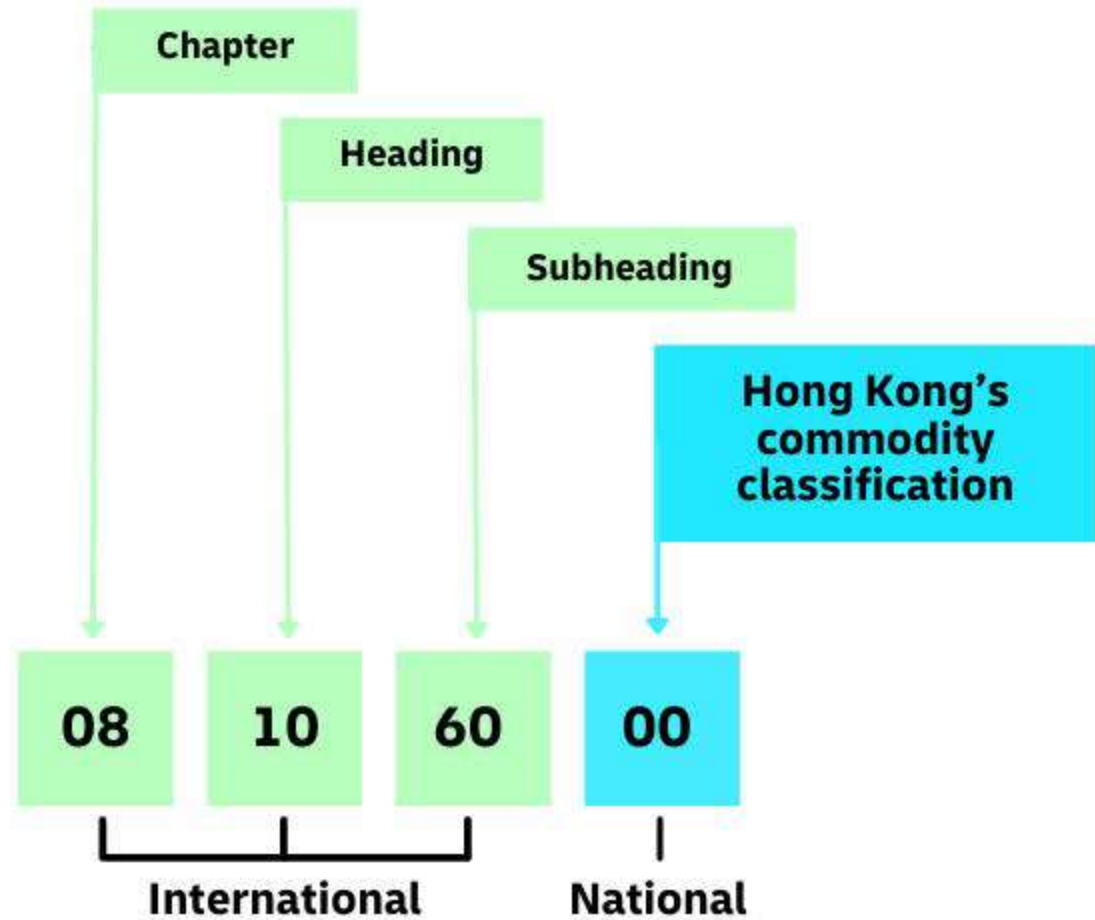 Chapter
Heading
Subheading
Hong Kong’s
commodity
classification
08 10 60 00
International National